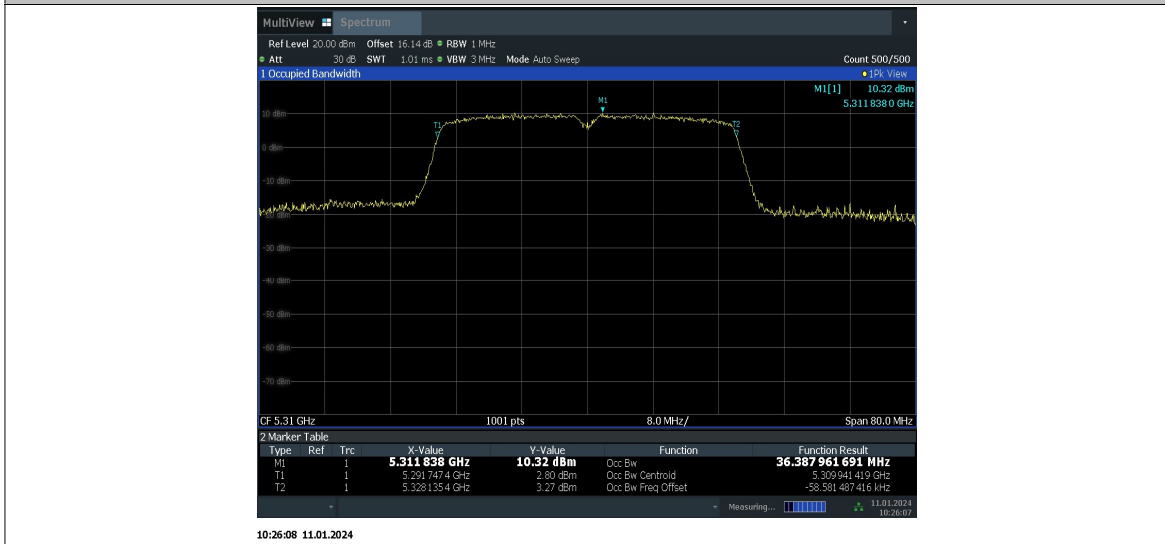 MultiView Spectrum
Ref Level 20.00 dBm Offset 16.14 dB RBW 1 MHz
Att 30 dB SWT 1.01 ms VBW 3 MHz Mode Auto Sweep Count 500/500
1 Occupied Bandwidth 1Pk View
M1[1] 10.32 dBm
5.311 838 0 GHz
M1
10 dBm
T1 T2
0 dBm
-10 dBm
-20 dBm
-30 dBm
-40 dBm
-50 dBm
-60 dBm
-70 dBm
CF 5.31 GHz 1001 pts 8.0 MHz/ Span 80.0 MHz
2 Marker Table
Type Ref Trc X-Value Y-Value Function Function Result
M1 1 5.311 838 GHz 10.32 dBm Occ Bw 36.387 961 691 MHz
T1 1 5.291 747 4 GHz 2.80 dBm Occ Bw Centroid 5.309 941 419 GHz
T2 1 5.328 135 4 GHz 3.27 dBm Occ Bw Freq Offset -58.581 487 416 kHz
Measuring... 11.01.2024
10:26:07
10:26:08 11.01.2024